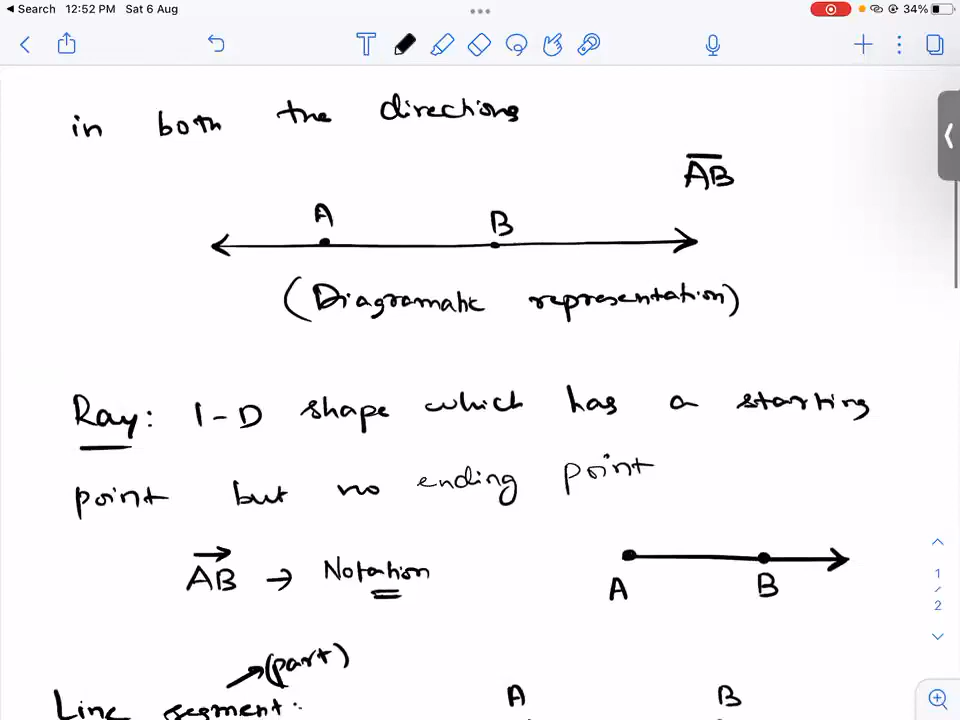 Search 12:52 PM Sat 6 Aug 34%
T
in both the directions
AB
A B
(Diagramatic representation)
Ray: 1-D shape which has a starting
point but no ending point
AB → Notation
A B
1
/
2
(part)
Line segment:
A B